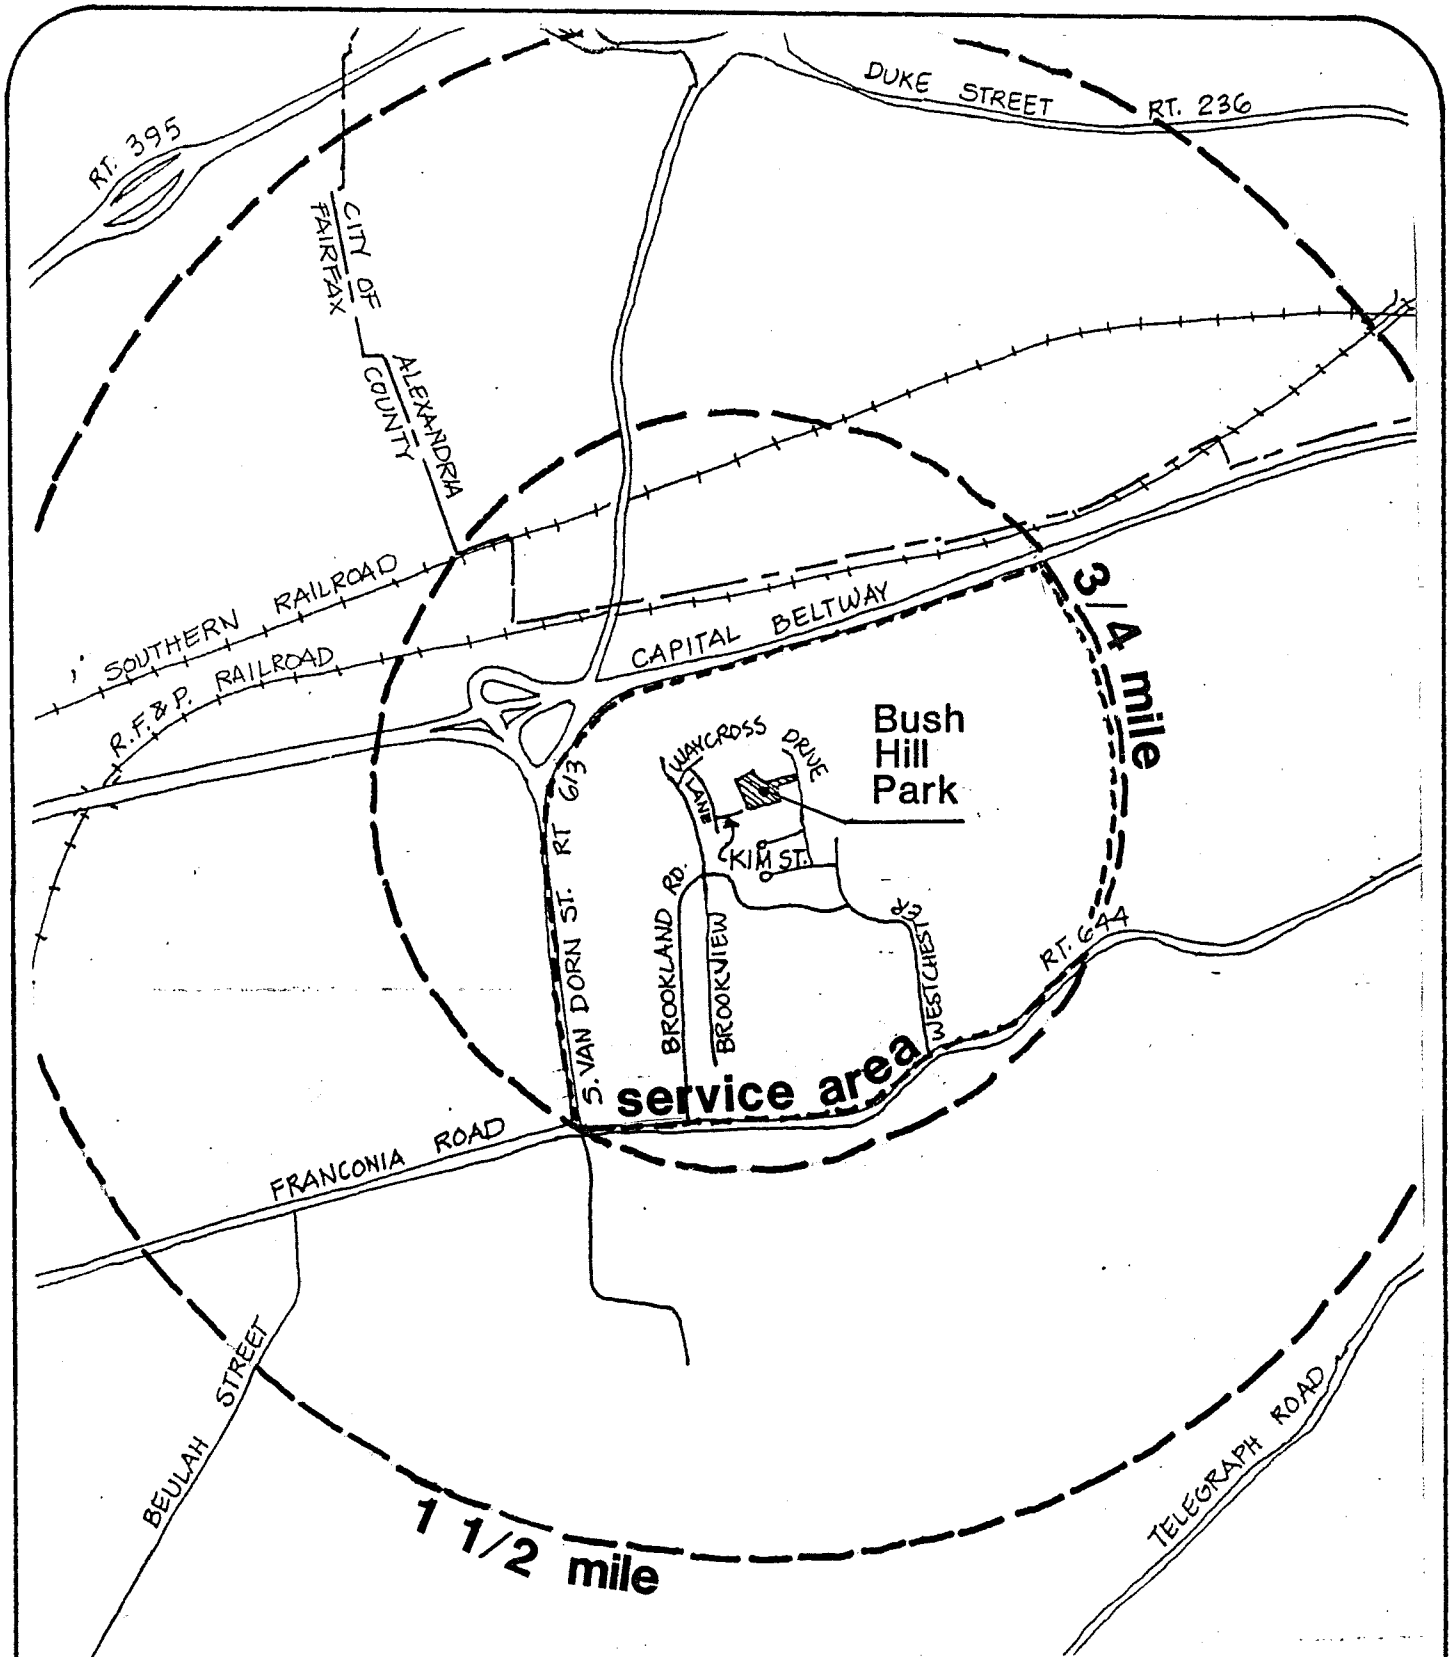 DUKE STREET RT. 236
RT. 395
CITY OF ALEXANDRIA
FAIRFAX COUNTY
SOUTHERN RAILROAD
R.F.&P. RAILROAD
CAPITAL BELTWAY
3/4 mile
Bush
Hill
Park
WAYCROSS DRIVE
LANE
RT 613
KIM ST.
BROOKLAND RD.
BROOKVIEW
WESTCHESTER
RT. 644
S. VAN DORN ST.
service area
FRANCONIA ROAD
BEULAH STREET
TELEGRAPH ROAD
1 1/2 mile